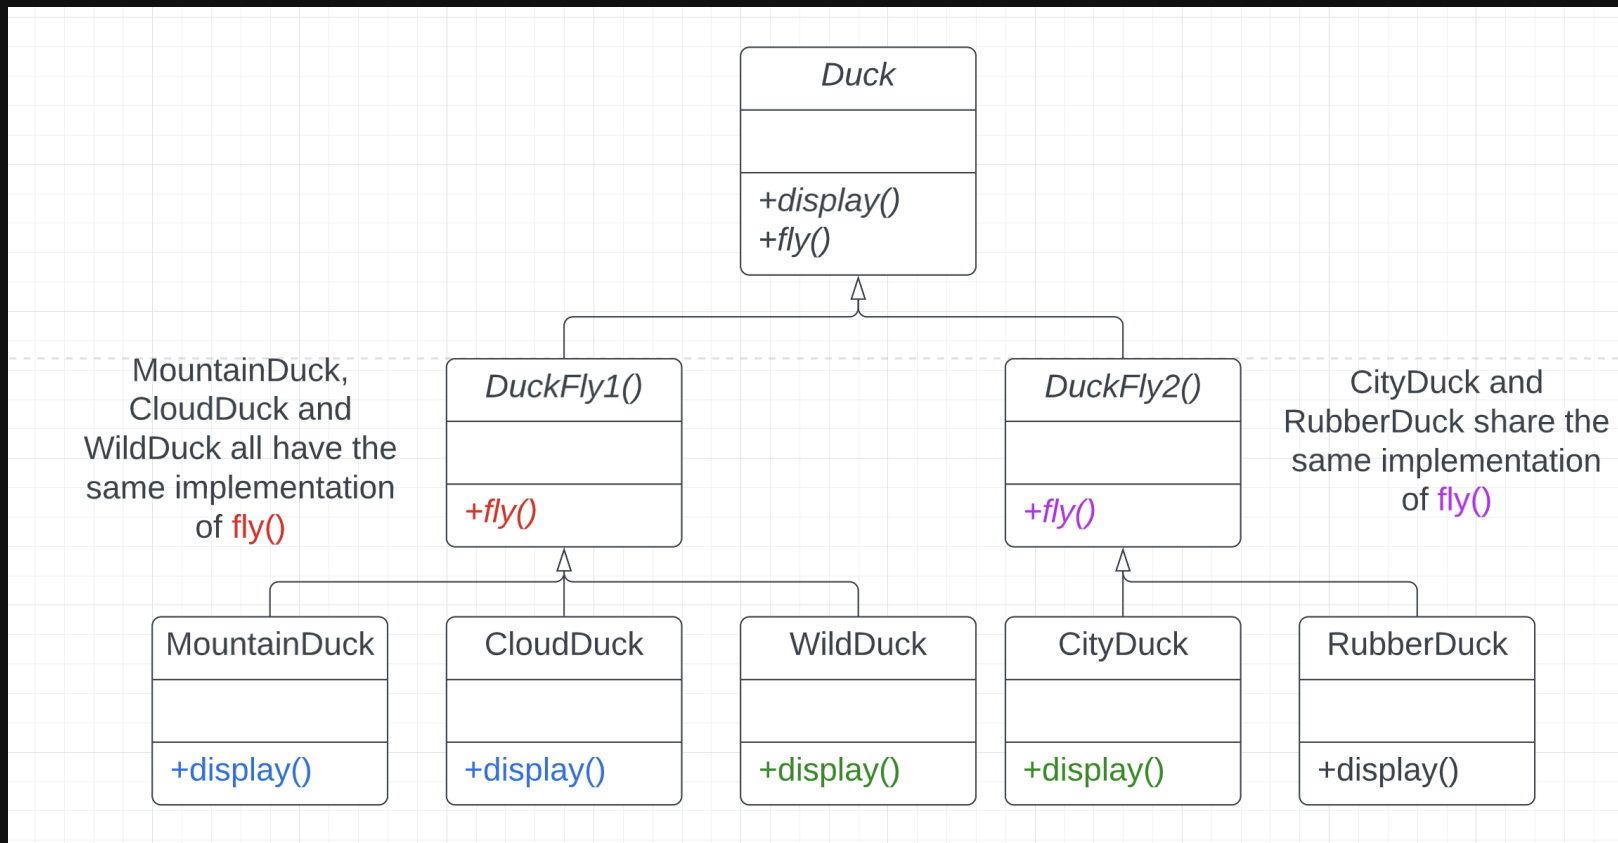 Duck
+display()
+fly()
MountainDuck,
CloudDuck and
WildDuck all have the
same implementation
of fly()
DuckFly1()
+fly()
DuckFly2()
+fly()
CityDuck and
RubberDuck share the
same implementation
of fly()
MountainDuck
+display()
CloudDuck
+display()
WildDuck
+display()
CityDuck
+display()
RubberDuck
+display()